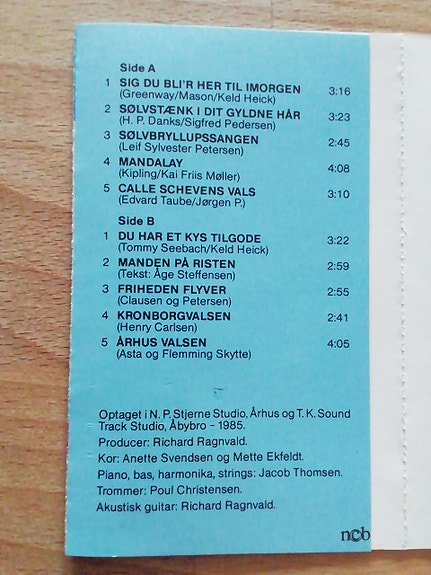 Side A
1 SIG DU BLI'R HER TIL IMORGEN
(Greenway/Mason/Keld Heick) 3:16
2 SØLVSTÆNK I DIT GYLDNE HÅR
(H. P. Danks/Sigfred Pedersen) 3:23
3 SØLVBRYLLUPSSANGEN
(Leif Sylvester Petersen) 2:45
4 MANDALAY
(Kipling/Kai Friis Møller) 4:08
5 CALLE SCHEVENS VALS
(Edvard Taube/Jørgen P.) 3:10
Side B
1 DU HAR ET KYS TILGODE
(Tommy Seebach/Keld Heick) 3:22
2 MANDEN PÅ RISTEN
(Tekst: Åge Steffensen) 2:59
3 FRIHEDEN FLYVER
(Clausen og Petersen) 2:55
4 KRONBORGVALSEN
(Henry Carlsen) 2:41
5 ÅRHUS VALSEN
(Asta og Flemming Skytte) 4:05
Optaget i N. P. Stjerne Studio, Århus og T. K. Sound
Track Studio, Åbybro - 1985.
Producer: Richard Ragnvald.
Kor: Anette Svendsen og Mette Ekfeldt.
Piano, bas, harmonika, strings: Jacob Thomsen.
Trommer: Poul Christensen.
Akustisk guitar: Richard Ragnvald.
ncb